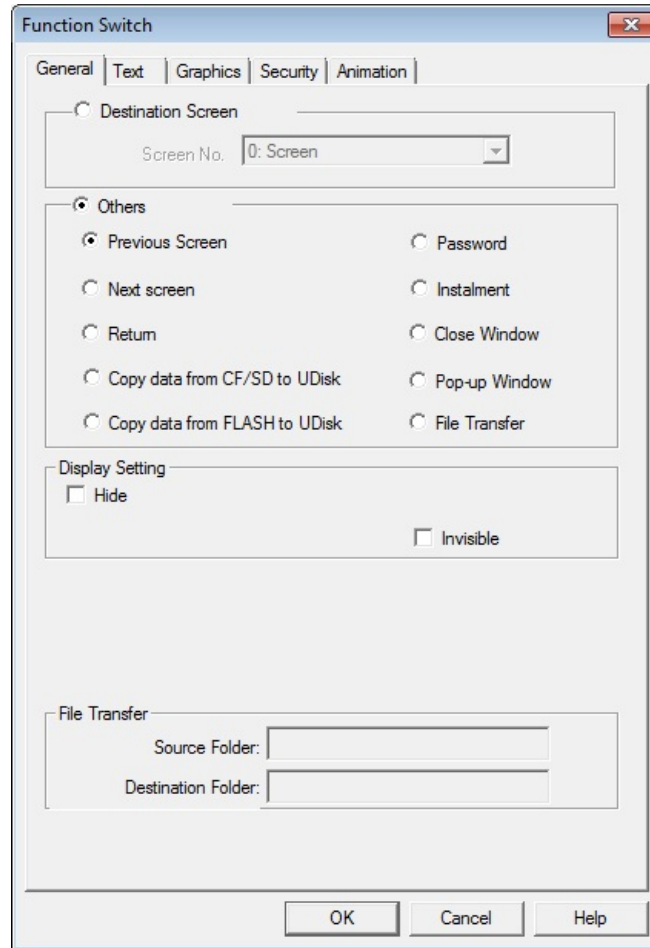 Function Switch
General Text Graphics Security Animation
Destination Screen
Screen No. 0: Screen
Others
Previous Screen
Password
Next screen
Instalment
Return
Close Window
Copy data from CF/SD to UDisk
Pop-up Window
Copy data from FLASH to UDisk
File Transfer
Display Setting
Hide
Invisible
File Transfer
Source Folder:
Destination Folder:
OK Cancel Help